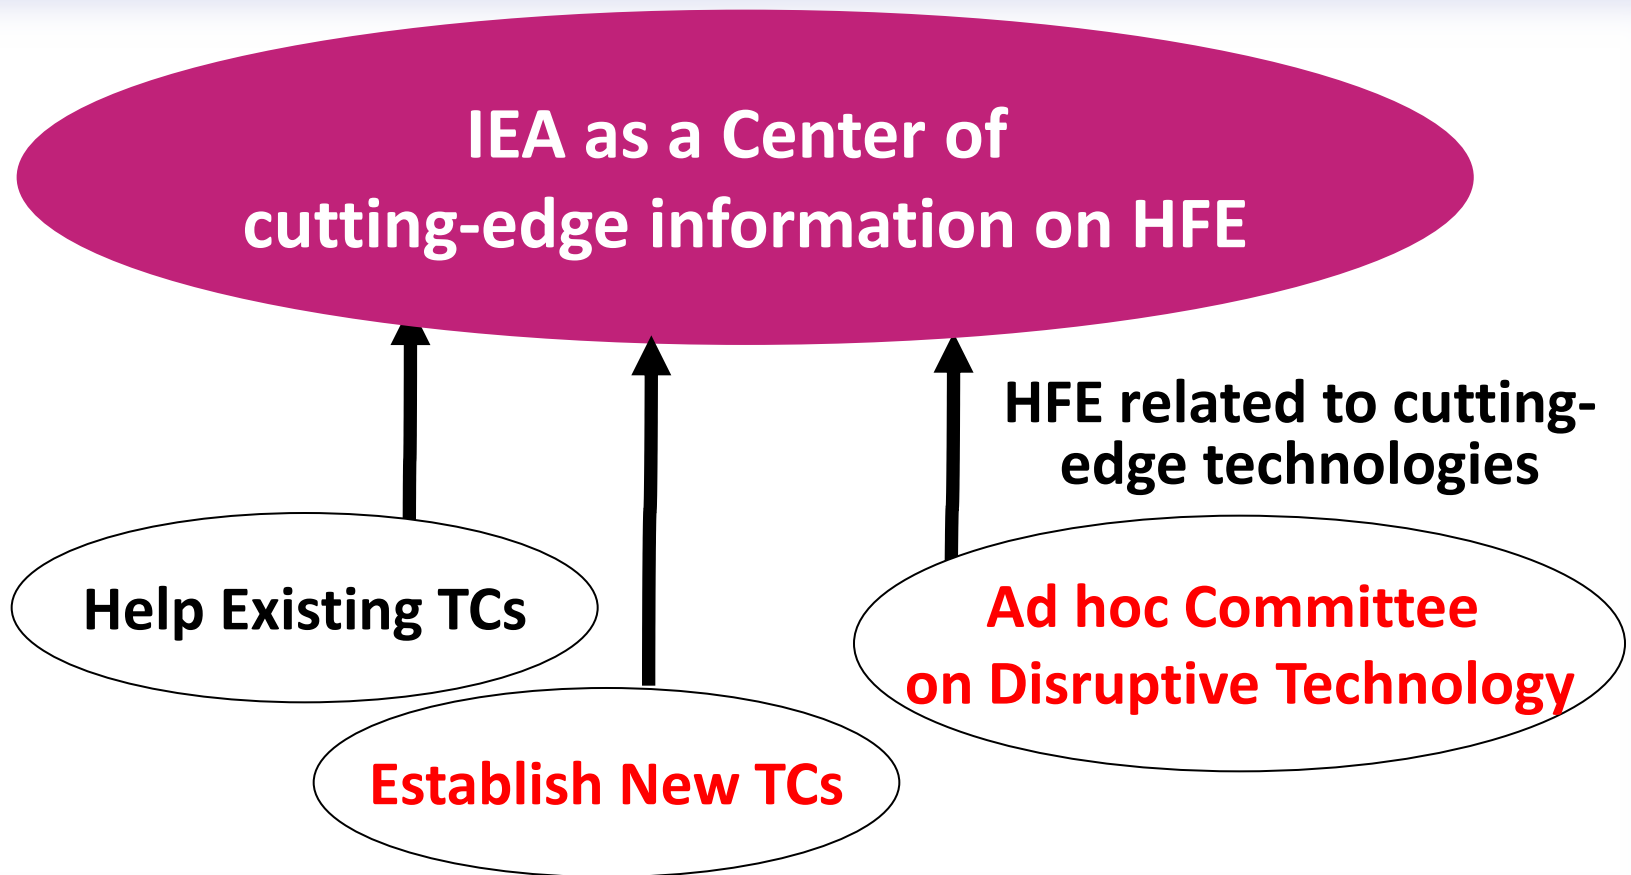 IEA as a Center of
cutting-edge information on HFE
HFE related to cutting-
edge technologies
Help Existing TCs
Ad hoc Committee
on Disruptive Technology
Establish New TCs